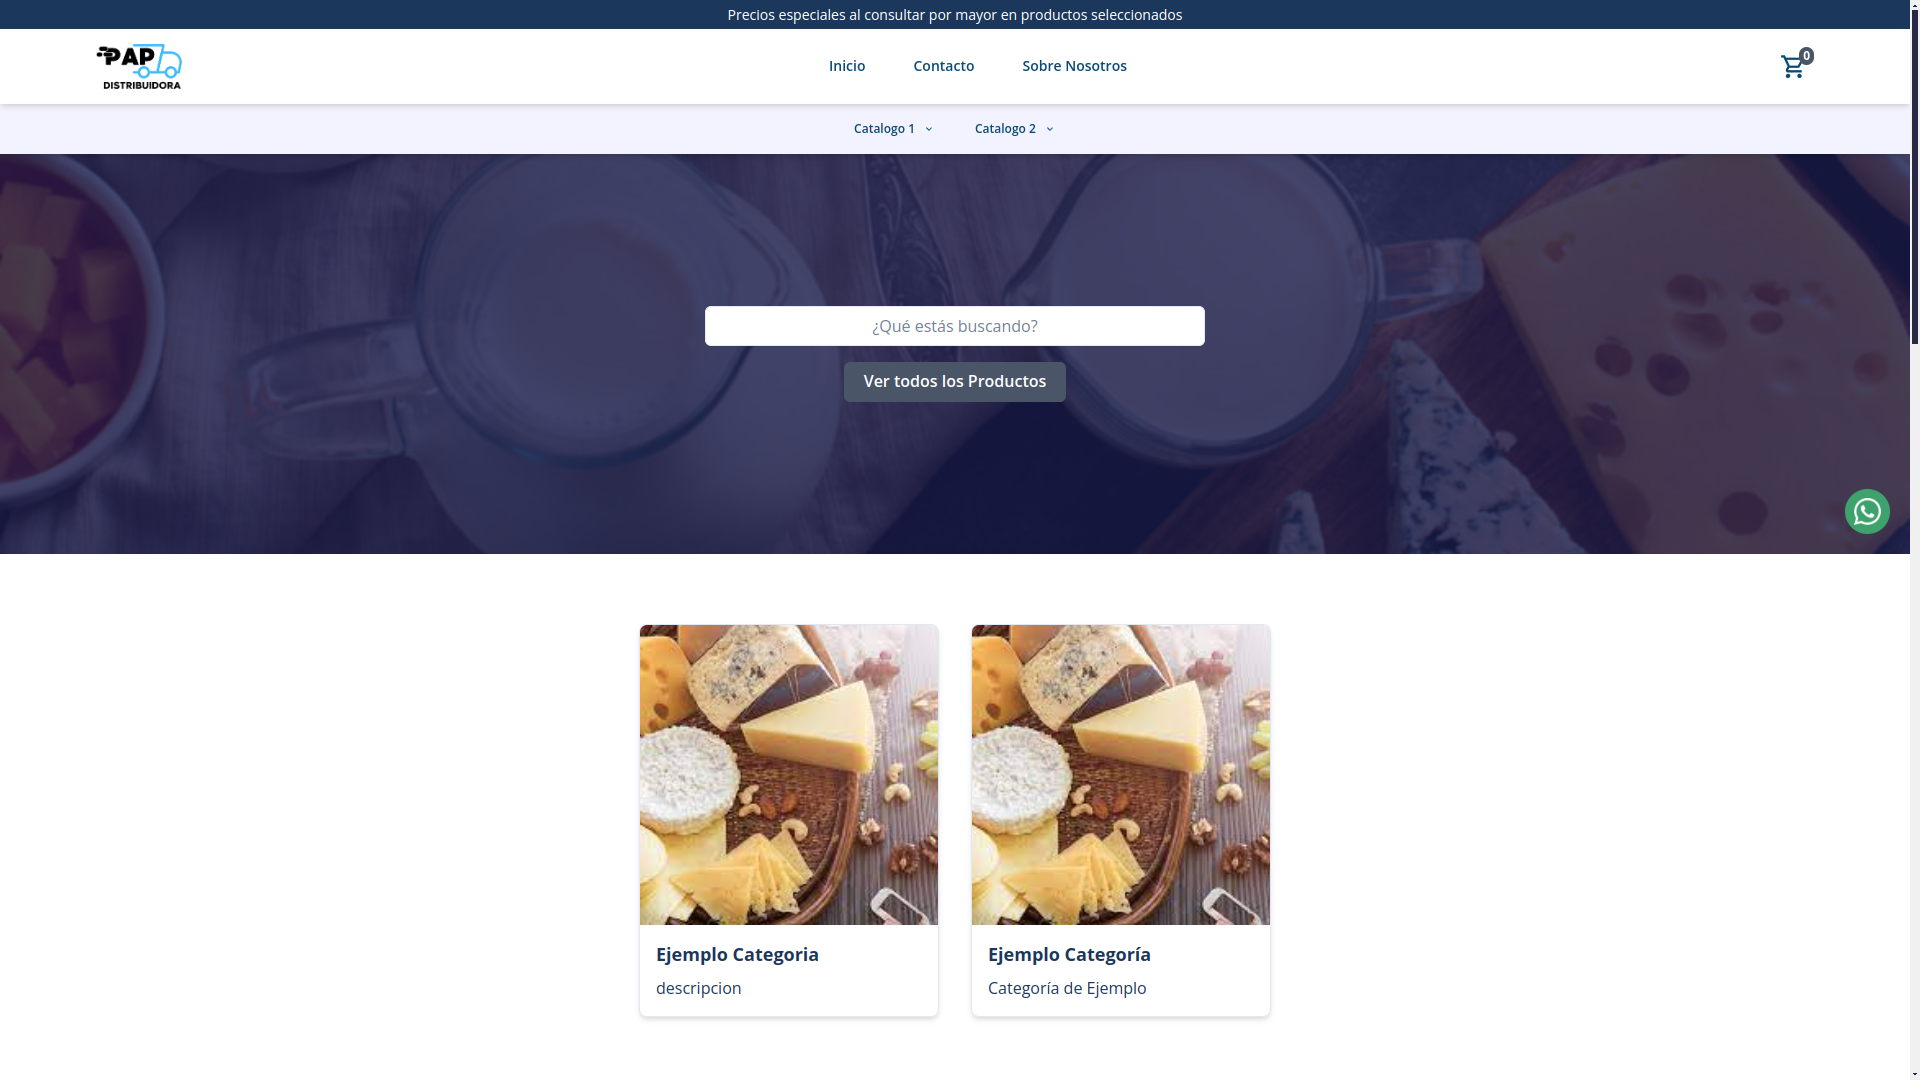 Precios especiales al consultar por mayor en productos seleccionados
PAP
DISTRIBUIDORA
Inicio
Contacto
Sobre Nosotros
0
Catalogo 1
Catalogo 2
¿Qué estás buscando?
Ver todos los Productos
Ejemplo Categoria
descripcion
Ejemplo Categoría
Categoría de Ejemplo